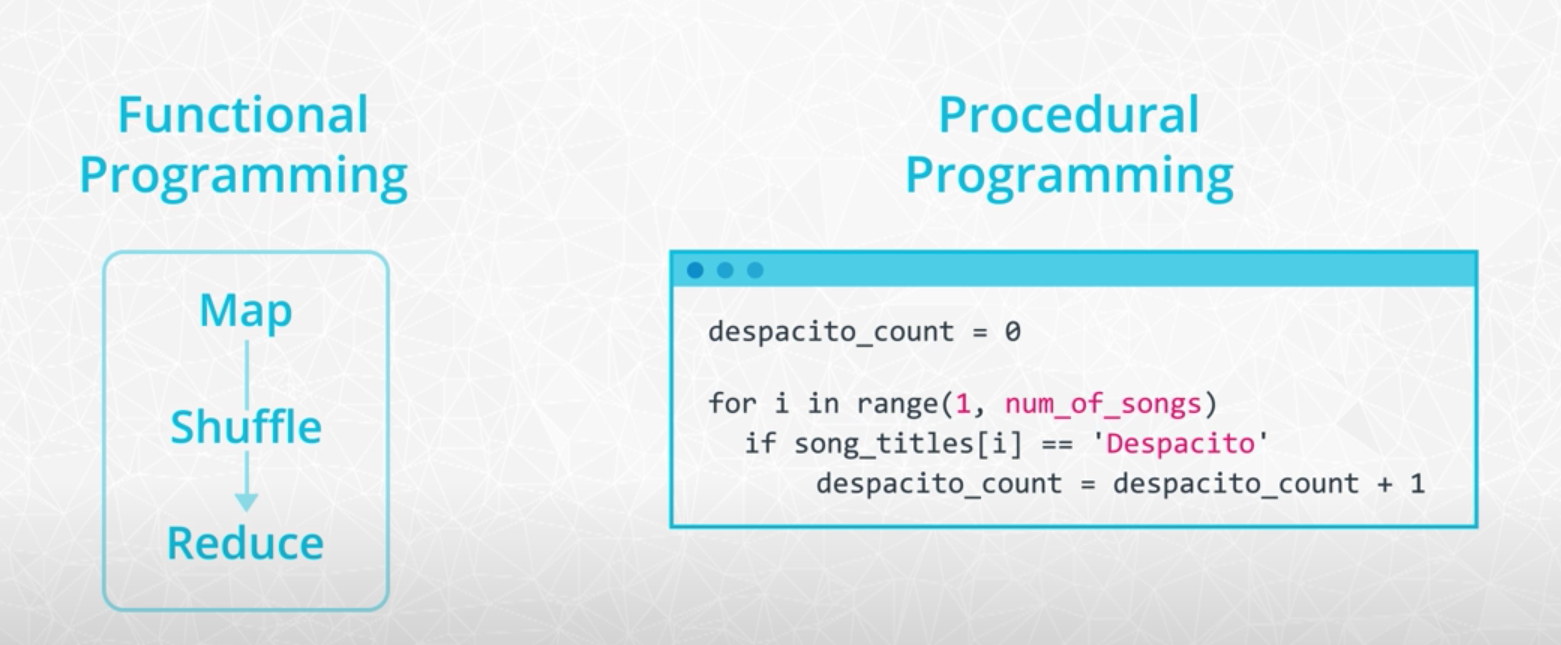 Functional
Programming
Map
Shuffle
Reduce
Procedural
Programming
despacito_count = 0
for i in range(1, num_of_songs)
if song_titles[i] == 'Despacito'
despacito_count = despacito_count + 1